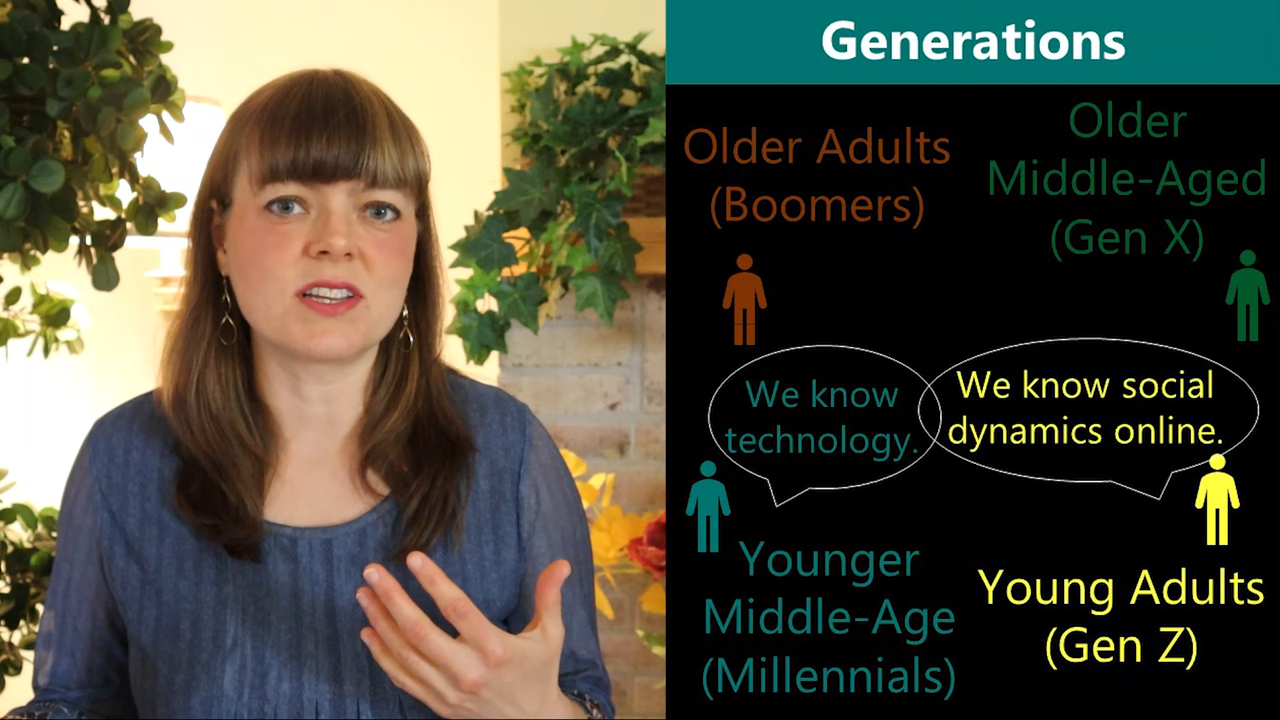 Generations
Older Adults
(Boomers)
Older
Middle-Aged
(Gen X)
We know
technology.
We know social
dynamics online.
Younger
Middle-Age
(Millennials)
Young Adults
(Gen Z)